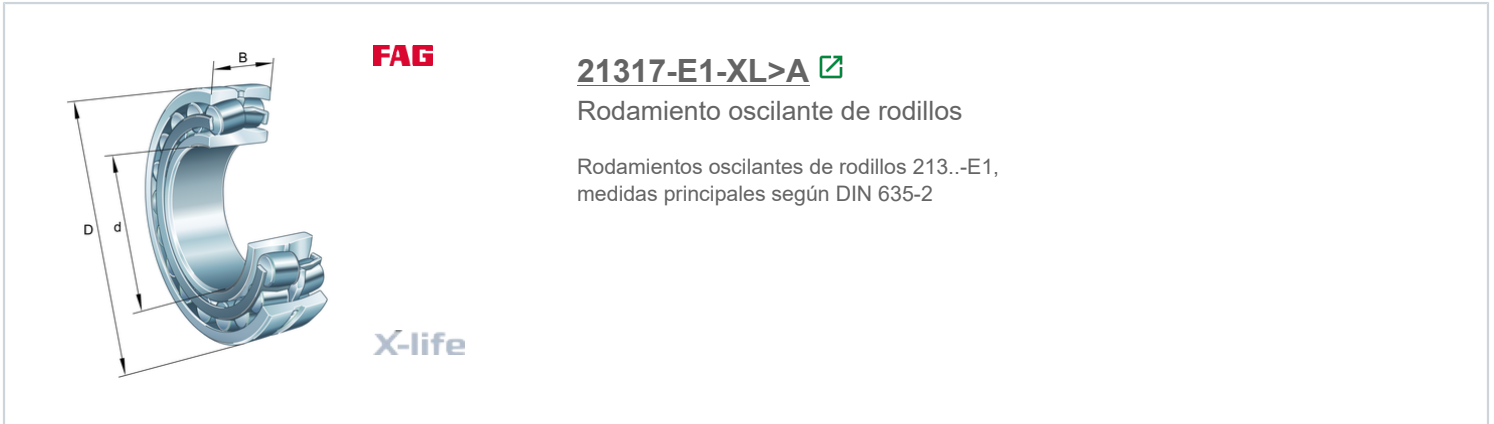 B
FAG
21317-E1-XL>A
Rodamiento oscilante de rodillos
Rodamientos oscilantes de rodillos 213..-E1,
medidas principales según DIN 635-2
D
d
X-life